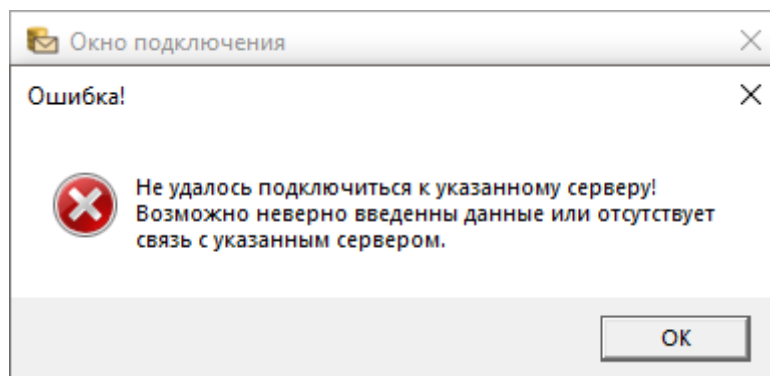 Окно подключения
Ошибка!
Не удалось подключиться к указанному серверу!
Возможно неверно введенны данные или отсутствует
связь с указанным сервером.
OK